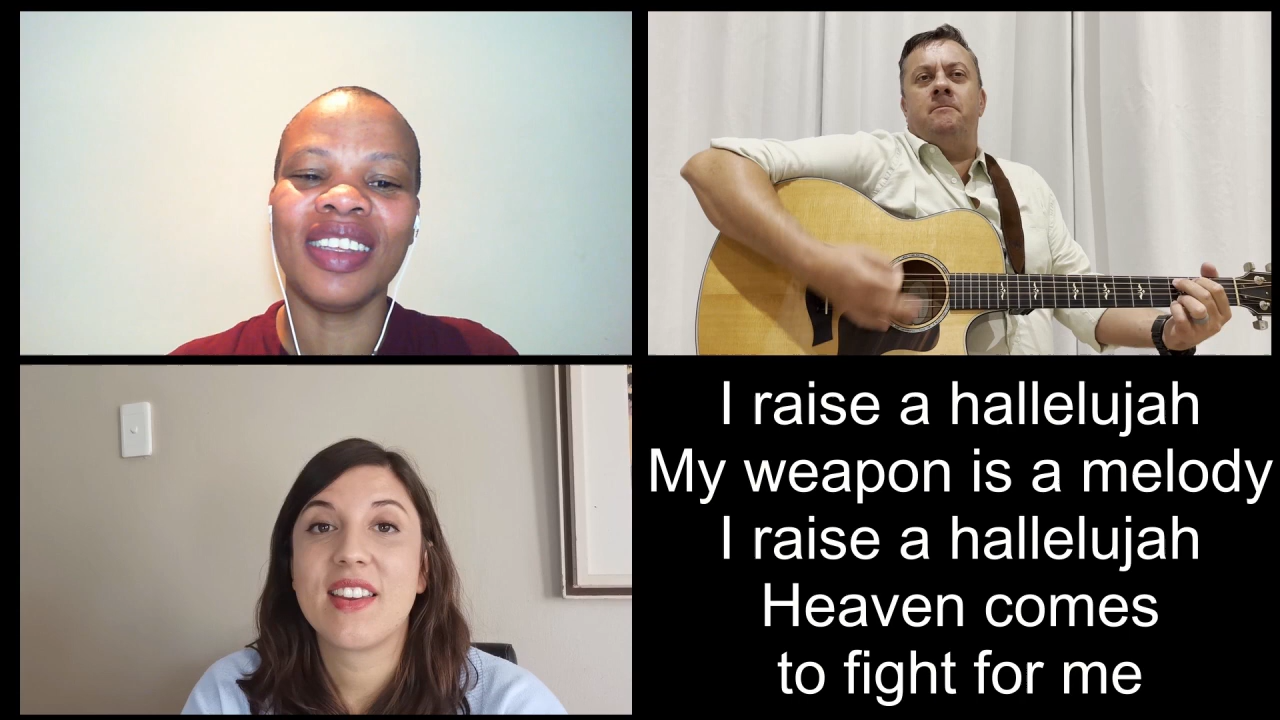 I raise a hallelujah
My weapon is a melody
I raise a hallelujah
Heaven comes
to fight for me